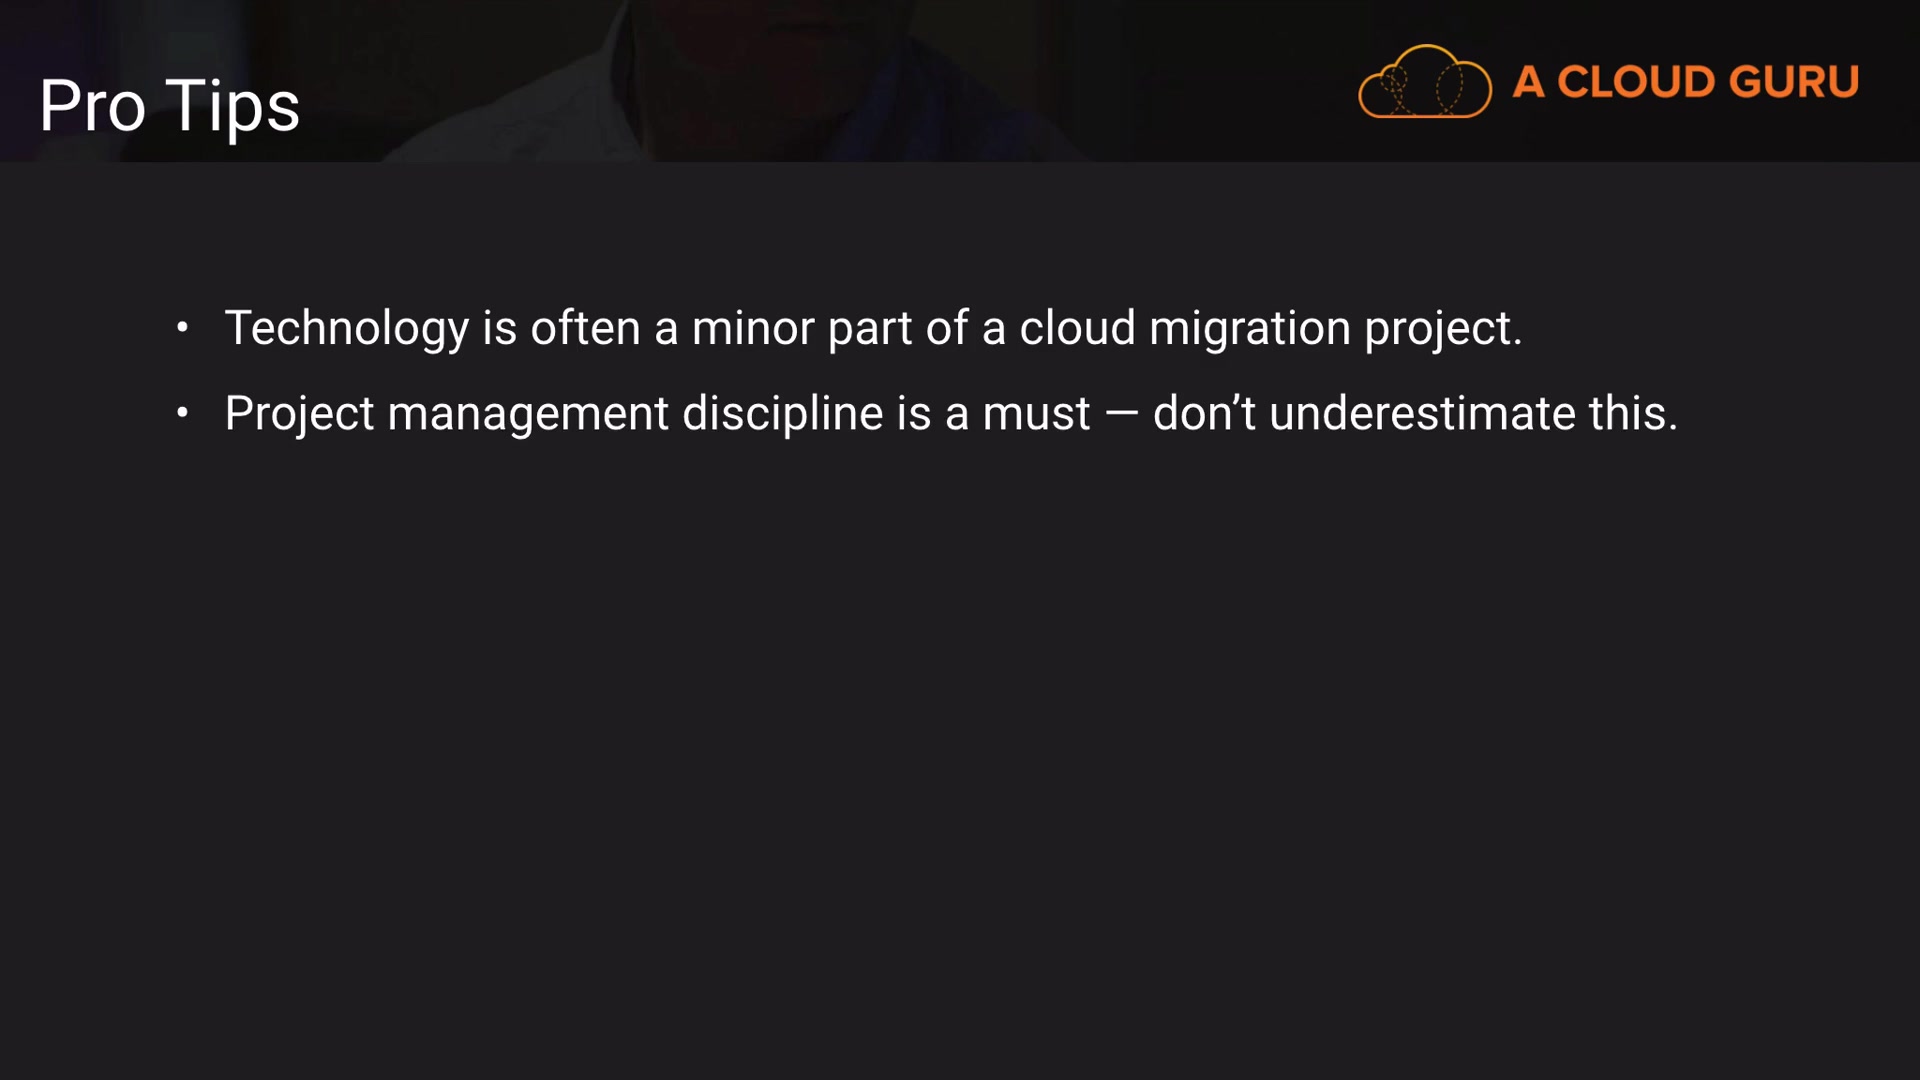 Pro Tips
A CLOUD GURU
• Technology is often a minor part of a cloud migration project.
• Project management discipline is a must — don’t underestimate this.